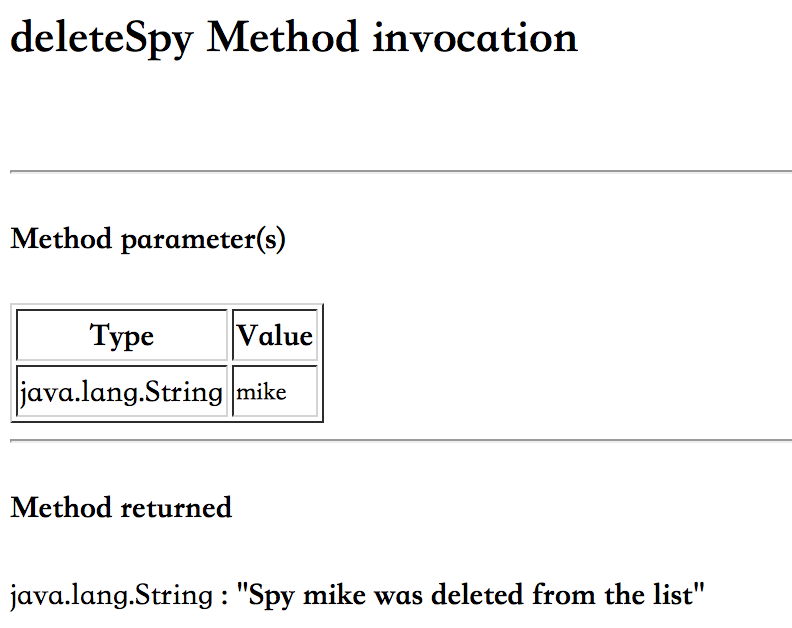 deleteSpy Method invocation
Method parameter(s)
Type Value
java.lang.String mike
Method returned
java.lang.String : "Spy mike was deleted from the list"